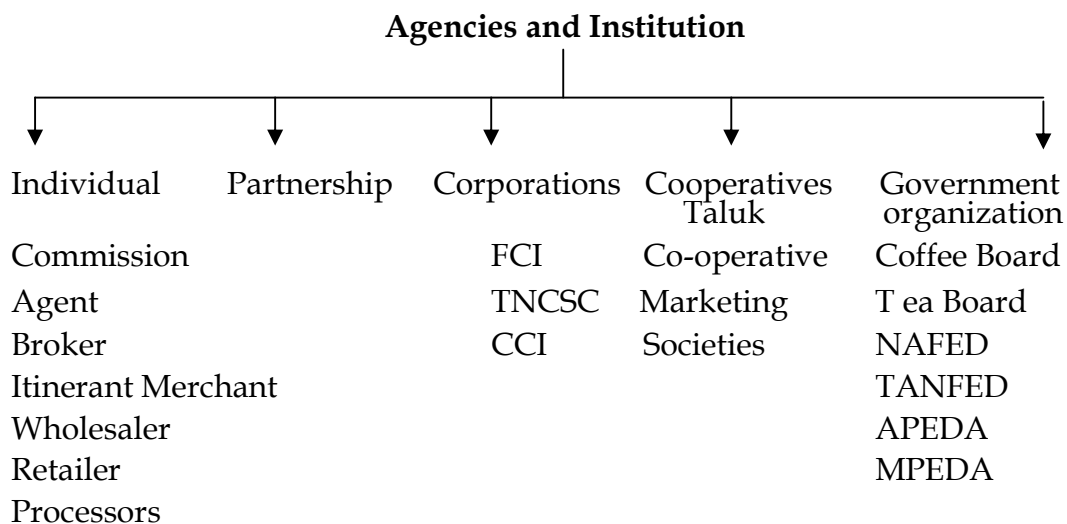 Agencies and Institution
Individual Partnership Corporations Cooperatives Government
Taluk organization
Commission FCI Co-operative Coffee Board
Agent TNCSC Marketing T ea Board
Broker CCI Societies NAFED
Itinerant Merchant TANFED
Wholesaler APEDA
Retailer MPEDA
Processors